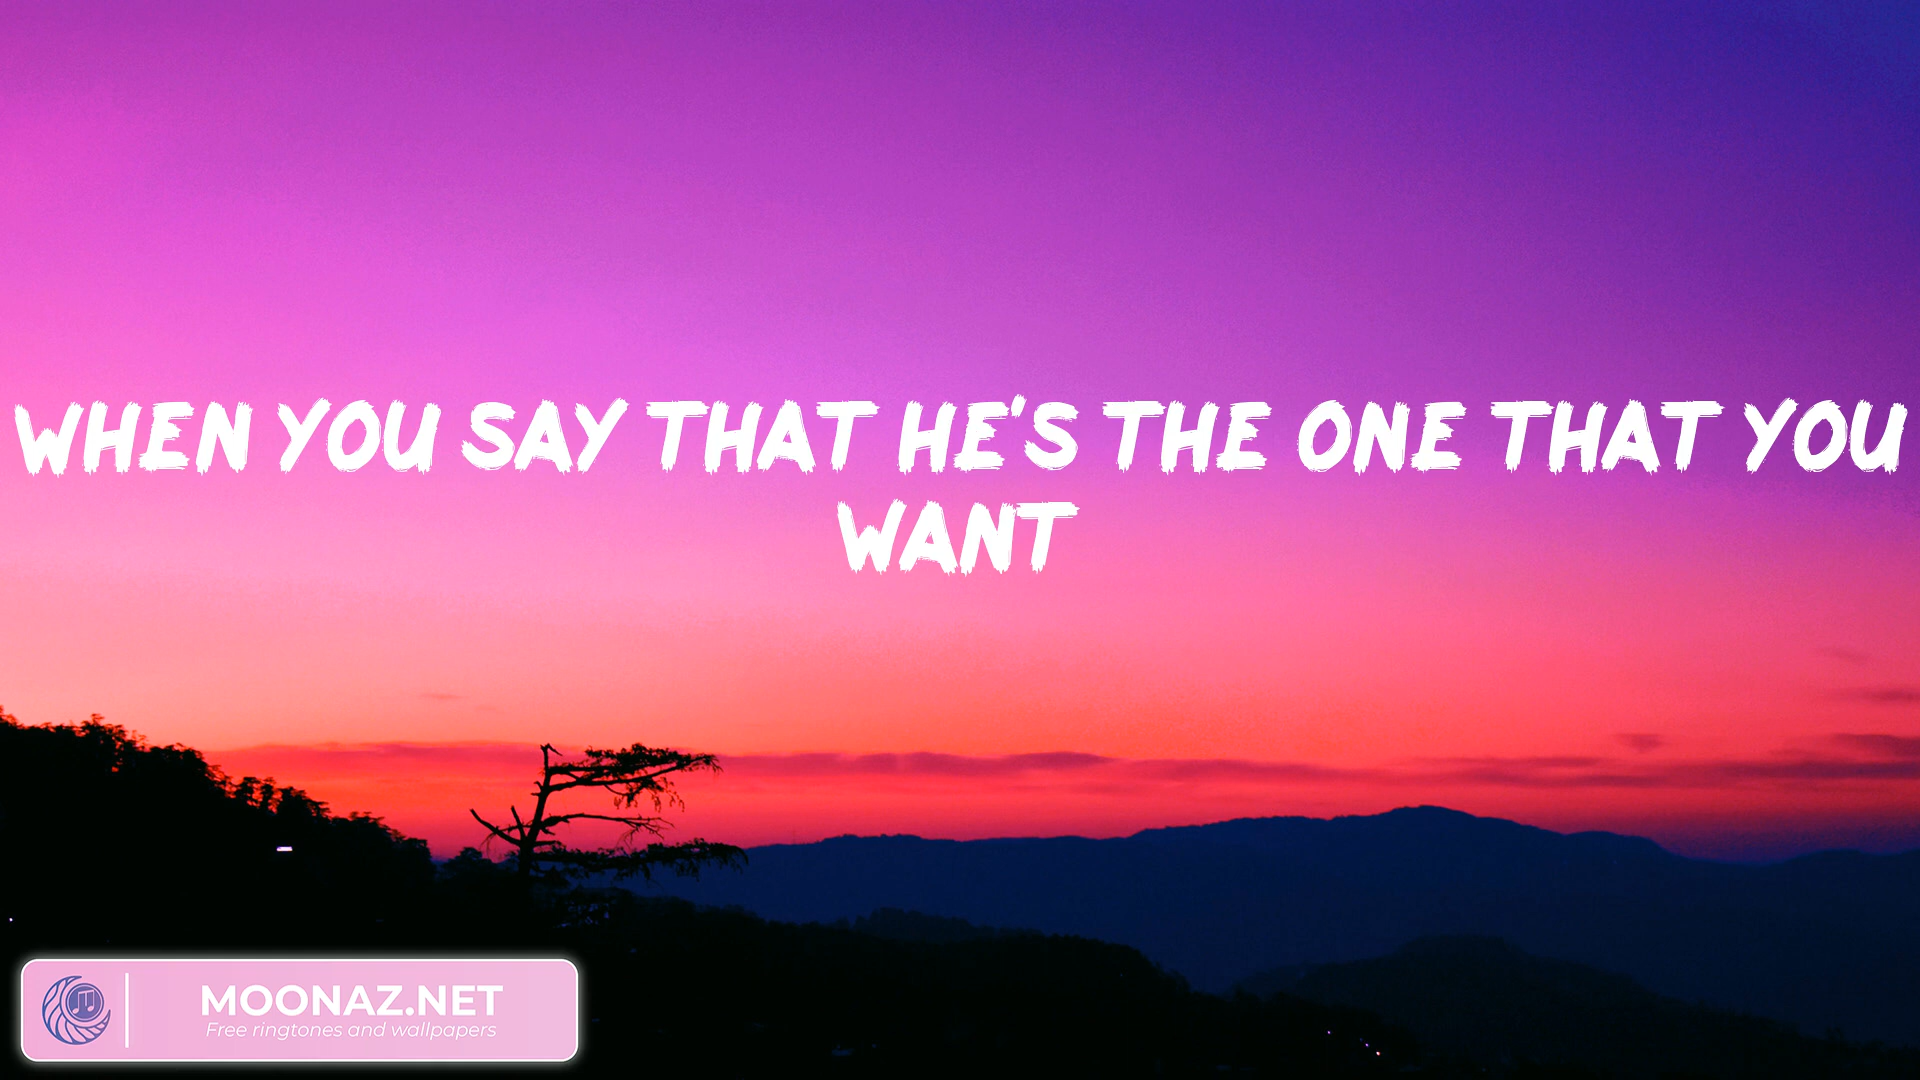 WHEN YOU SAY THAT HE'S THE ONE THAT YOU
WANT
MOONAZ.NET
Free ringtones and wallpapers